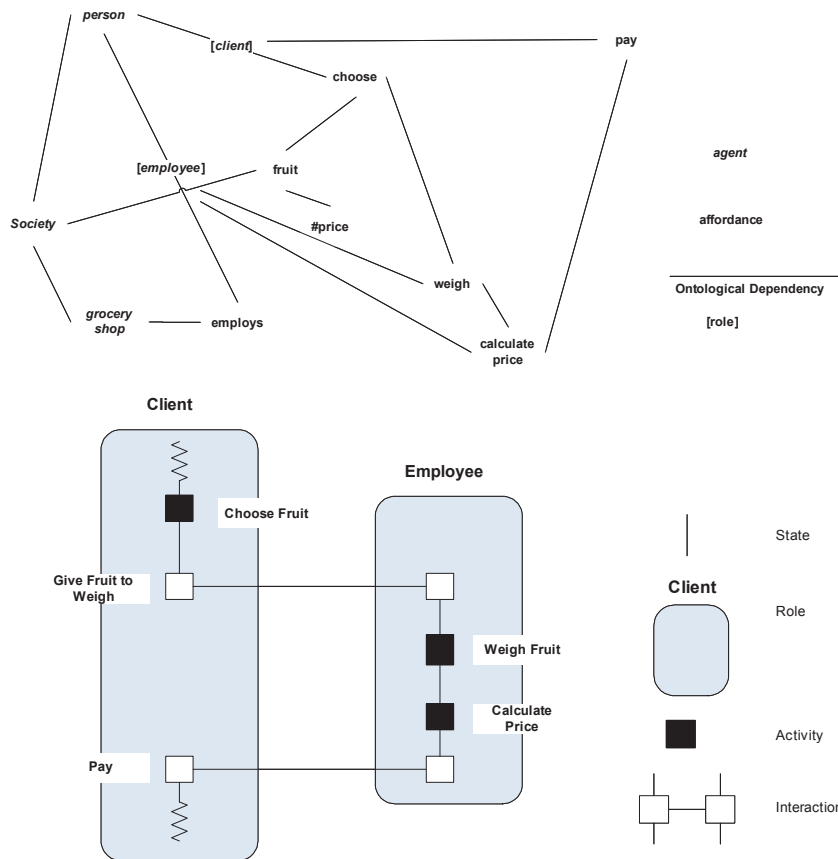 person
[client]
pay
choose
[employee]
fruit
agent
Society
#price
affordance
weigh
Ontological Dependency
grocery
shop
employs
[role]
calculate
price
Client
Employee
Choose Fruit
State
Give Fruit to
Weigh
Client
Role
Weigh Fruit
Calculate
Price
Activity
Pay
Interaction